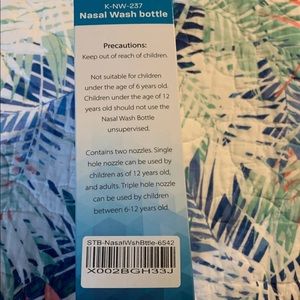 K-NW-237
Nasal Wash bottle
Precautions:
Keep out of reach of children.
Not suitable for children
under the age of 6 years old.
Children under the age of 12
years old should not use the
Nasal Wash Bottle
unsupervised.
Contains two nozzles. Single
hole nozzle can be used by
children as of 12 years old,
and adults. Triple hole nozzle
can be used by children
between 6-12 years old.
STB-NasalWshBttle-6542
X002BGH33J